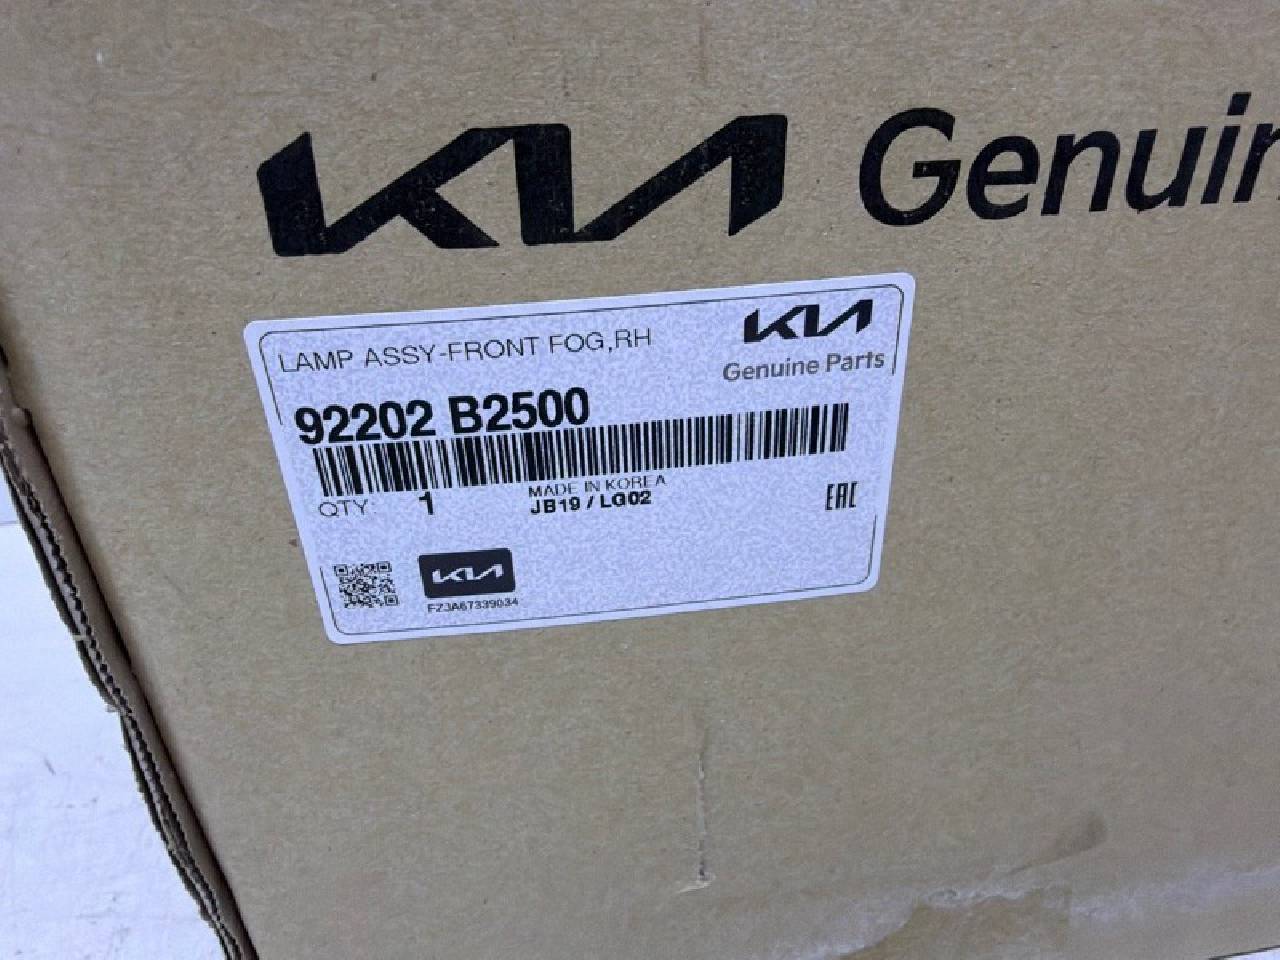 KIA Genuin
LAMP ASSY-FRONT FOG,RH
KIA
Genuine Parts
92202 B2500
QTY: 1
MADE IN KOREA
JB19 / LG02
EAC
KIA
FZJA67339034